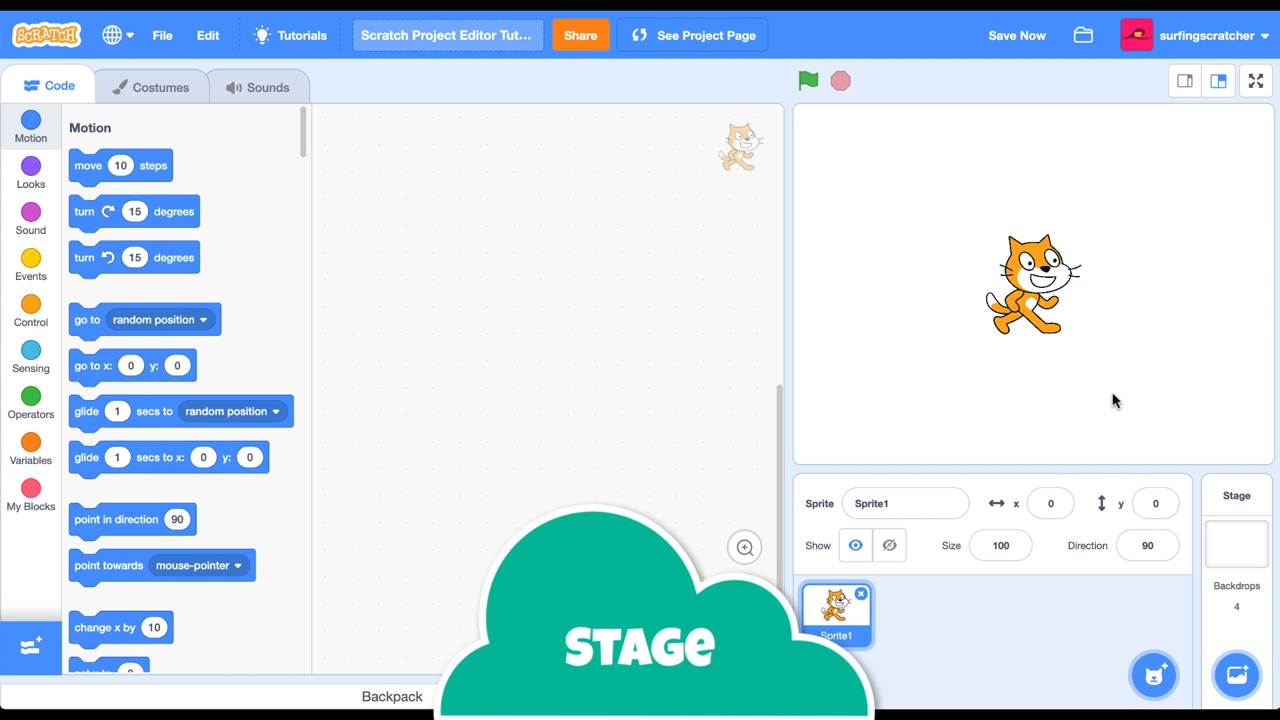 SCRATCH
File
Edit
Tutorials
Scratch Project Editor Tut...
Share
See Project Page
Save Now
surfingscratcher
Code
Costumes
Sounds
Motion
Looks
Sound
Events
Control
Sensing
Operators
Variables
My Blocks
Motion
move 10 steps
turn 15 degrees
turn 15 degrees
go to random position
go to x: 0 y: 0
glide 1 secs to random position
glide 1 secs to x: 0 y: 0
point in direction 90
point towards mouse-pointer
change x by 10
Backpack
STAGE
Sprite Sprite1 x 0 y 0
Show Size 100 Direction 90
Sprite1
Stage
Backdrops
4